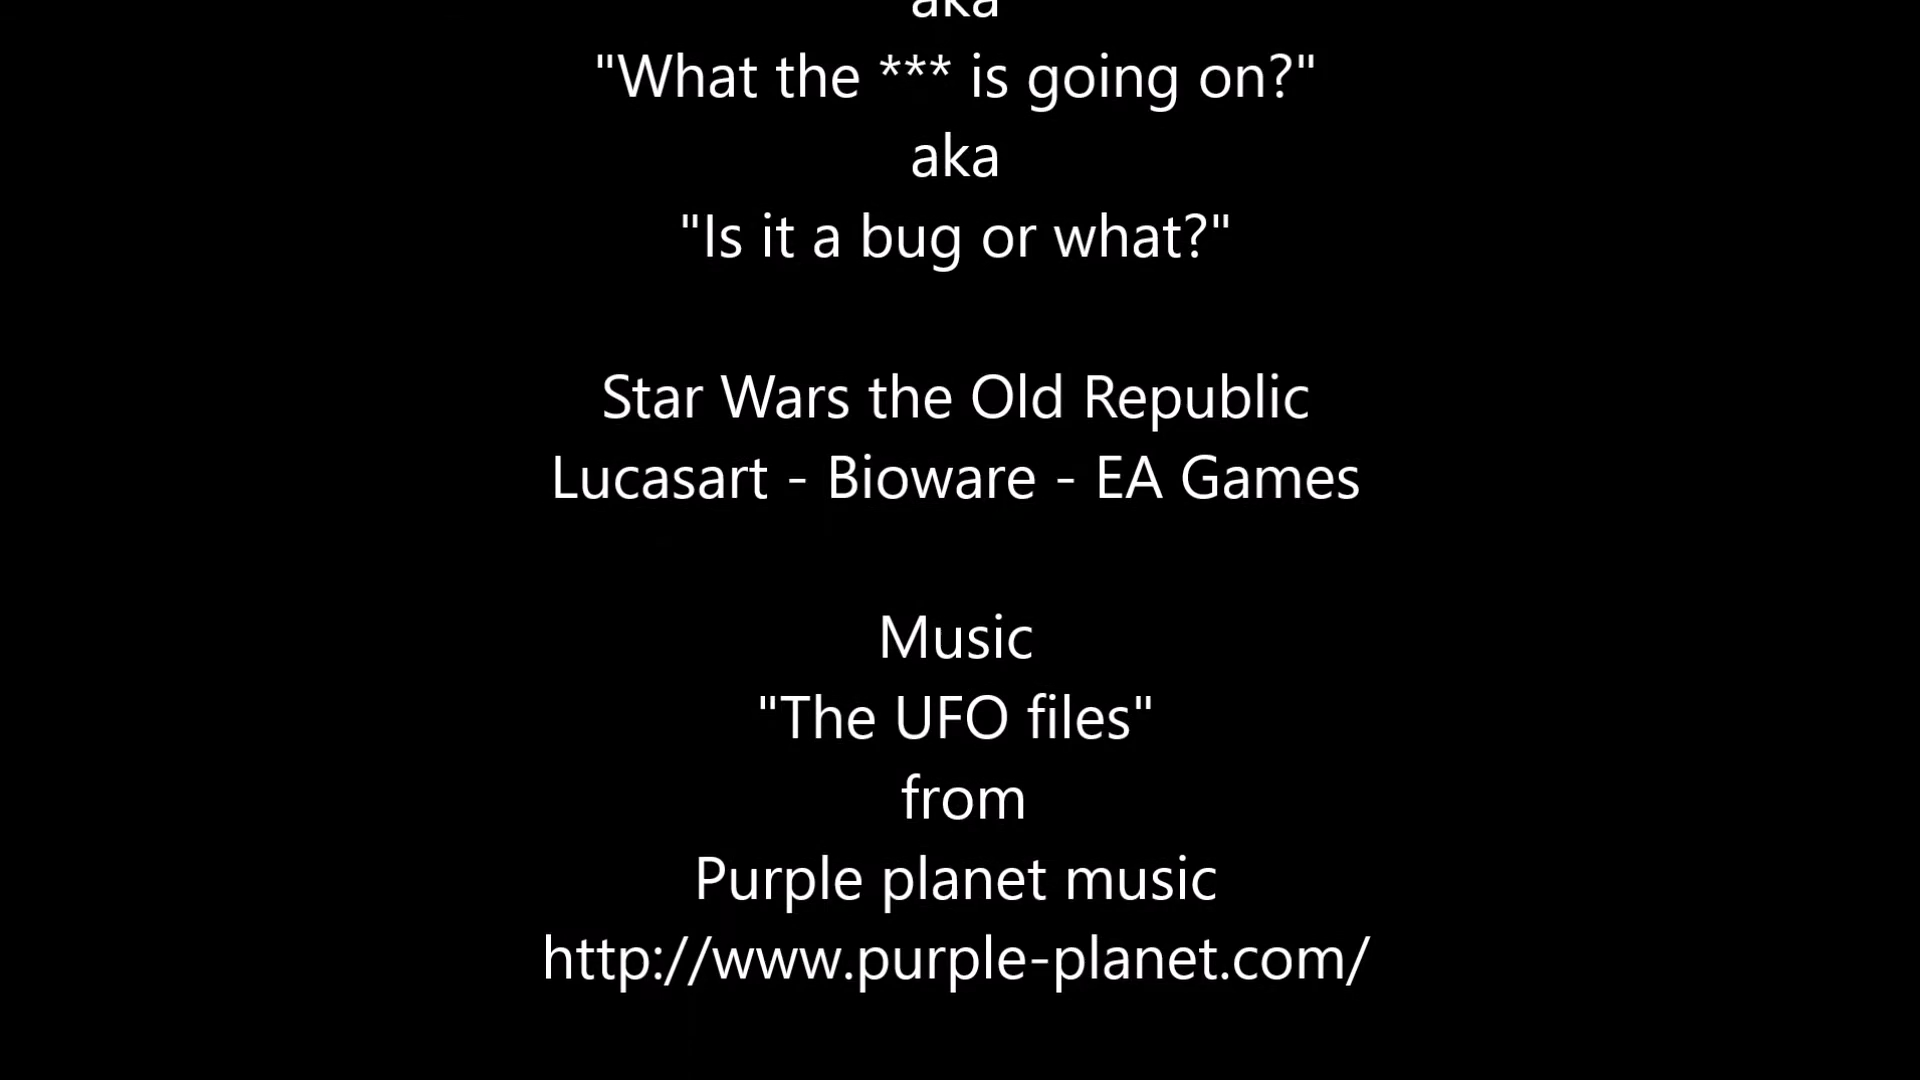 aka
"What the *** is going on?"
aka
"Is it a bug or what?"
Star Wars the Old Republic
Lucasart - Bioware - EA Games
Music
"The UFO files"
from
Purple planet music
http://www.purple-planet.com/